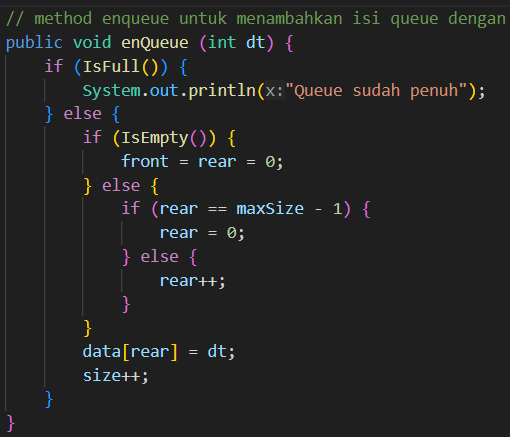 // method enqueue untuk menambahkan isi queue dengan
public void enQueue (int dt) {
    if (IsFull()) {
        System.out.println(x:"Queue sudah penuh");
    } else {
        if (IsEmpty()) {
            front = rear = 0;
        } else {
            if (rear == maxSize - 1) {
                rear = 0;
            } else {
                rear++;
            }
        }
        data[rear] = dt;
        size++;
    }
}